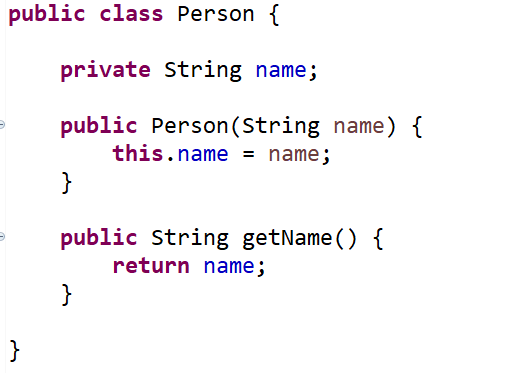 public class Person {
    private String name;
    public Person(String name) {
        this.name = name;
    }
    public String getName() {
        return name;
    }
}